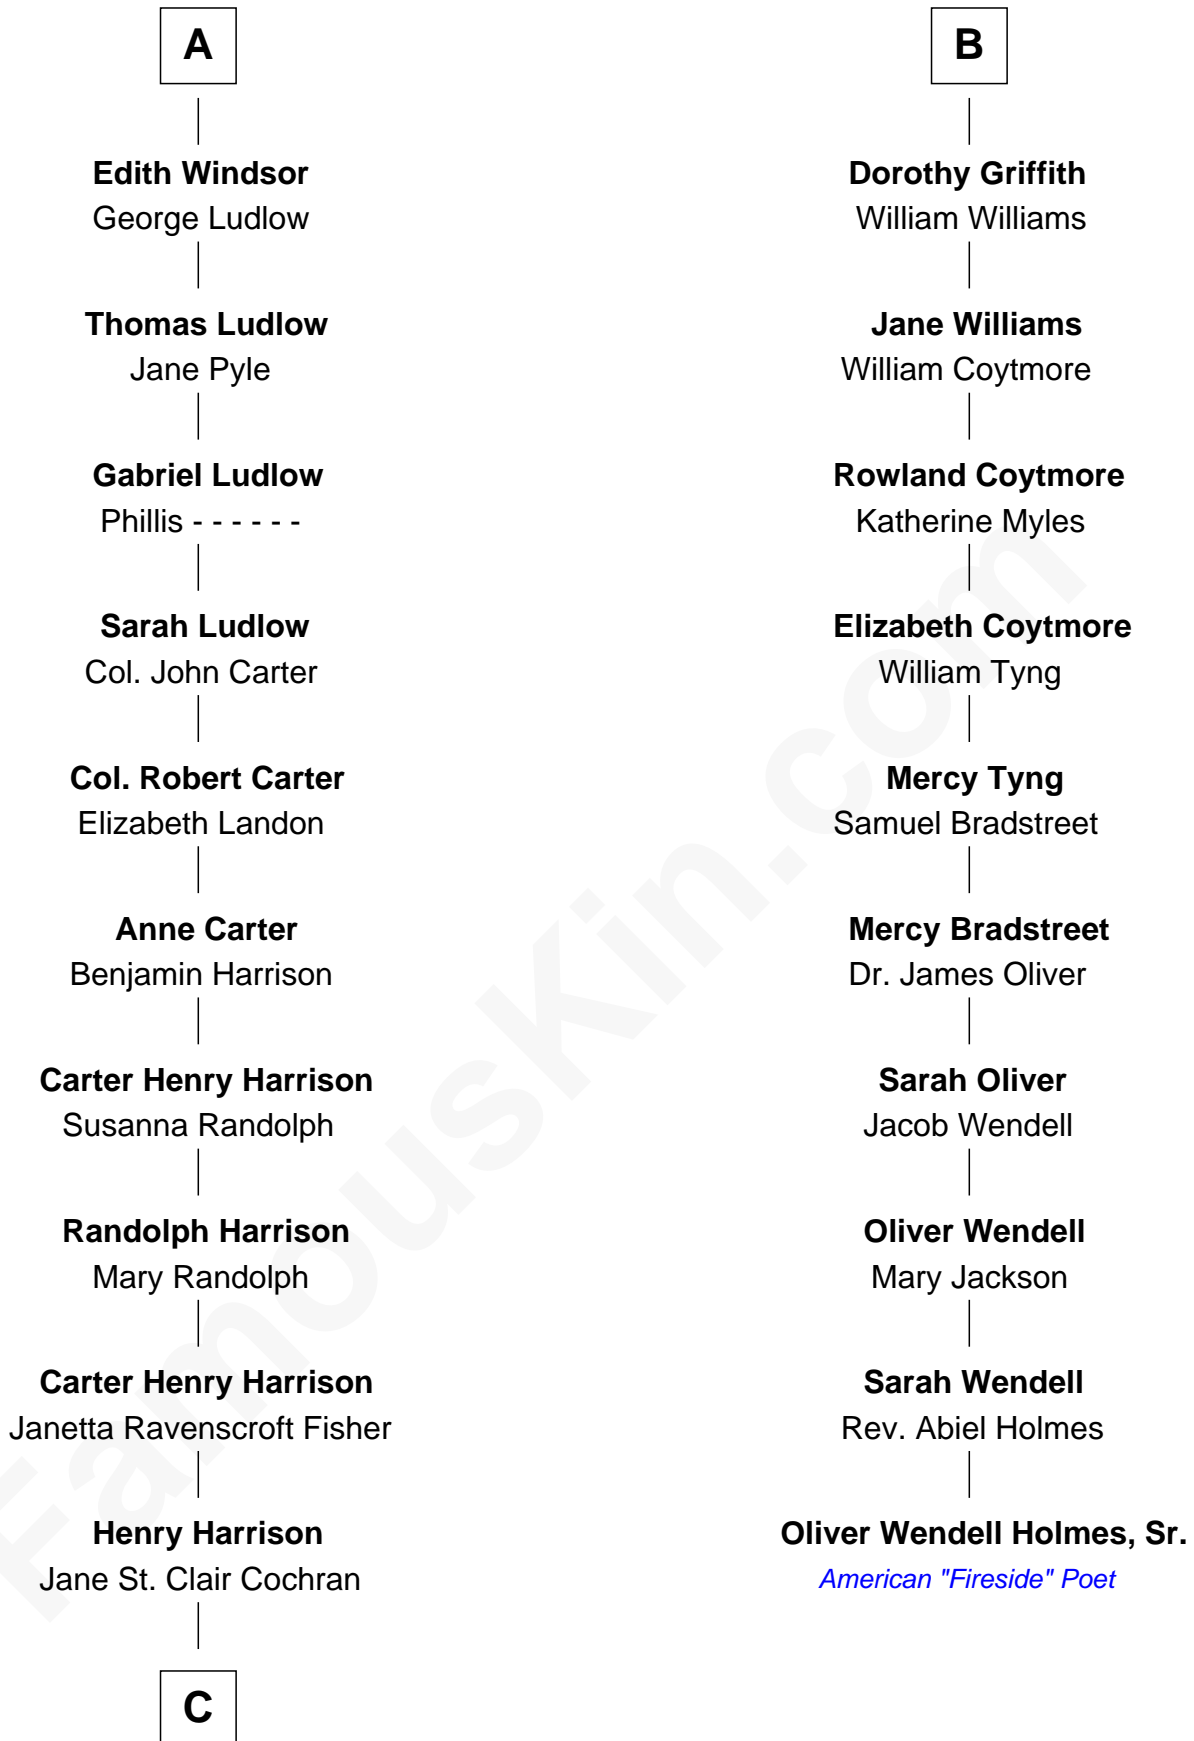 A
Edith Windsor
George Ludlow
Thomas Ludlow
Jane Pyle
Gabriel Ludlow
Phillis - - - - - -
Sarah Ludlow
Col. John Carter
Col. Robert Carter
Elizabeth Landon
Anne Carter
Benjamin Harrison
Carter Henry Harrison
Susanna Randolph
Randolph Harrison
Mary Randolph
Carter Henry Harrison
Janetta Ravenscroft Fisher
Henry Harrison
Jane St. Clair Cochran
C
B
Dorothy Griffith
William Williams
Jane Williams
William Coytmore
Rowland Coytmore
Katherine Myles
Elizabeth Coytmore
William Tyng
Mercy Tyng
Samuel Bradstreet
Mercy Bradstreet
Dr. James Oliver
Sarah Oliver
Jacob Wendell
Oliver Wendell
Mary Jackson
Sarah Wendell
Rev. Abiel Holmes
Oliver Wendell Holmes, Sr.
American "Fireside" Poet
FamousKin.com